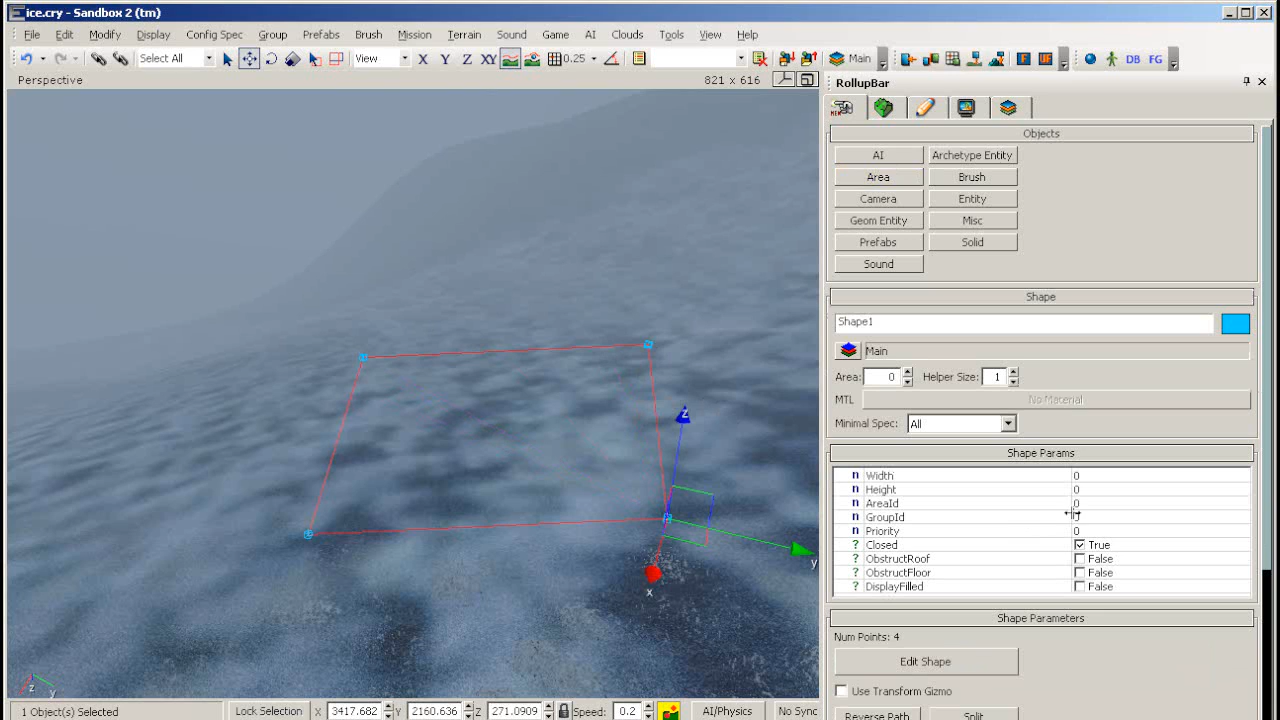 ice.cry - Sandbox 2 (tm)
File Edit Modify Display Config Spec Group Prefabs Brush Mission Terrain Sound Game AI Clouds Tools View Help
Select All View X Y Z XY 0.25 Main DB FG
Perspective 821 x 616
RollupBar
Objects
AI Archetype Entity
Area Brush
Camera Entity
Geom Entity Misc
Prefabs Solid
Sound
Shape
Shape1
Main
Area: 0 Helper Size: 1
MTL No Material
Minimal Spec: All
Shape Params
n Width 0
n Height 0
n AreaId 0
n GroupId
n Priority 0
? Closed True
? ObstructRoof False
? ObstructFloor False
? DisplayFilled False
Shape Parameters
Num Points: 4
Edit Shape
Use Transform Gizmo
Reverse Path Split
z
y
x
z y
1 Object(s) Selected Lock Selection X 3417.682 Y 2160.636 Z 271.0909 Speed: 0.2 AI/Physics No Sync